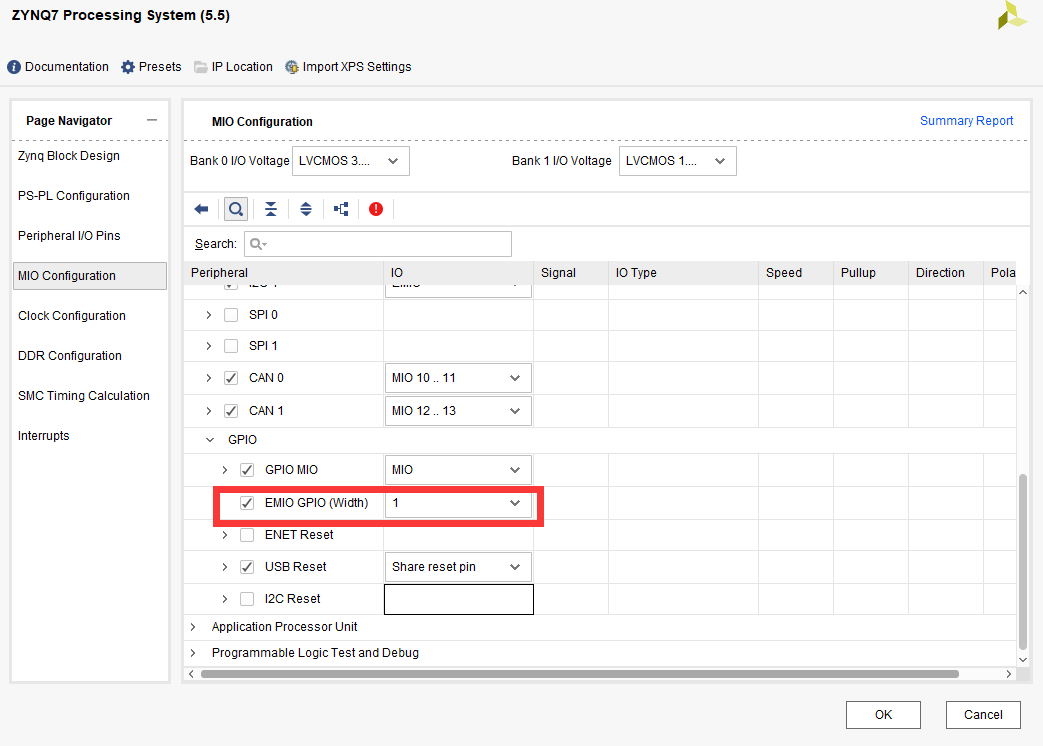 ZYNQ7 Processing System (5.5)
Documentation Presets IP Location Import XPS Settings
Page Navigator
Zynq Block Design
PS-PL Configuration
Peripheral I/O Pins
MIO Configuration
Clock Configuration
DDR Configuration
SMC Timing Calculation
Interrupts
MIO Configuration Summary Report
Bank 0 I/O Voltage LVCMOS 3.... Bank 1 I/O Voltage LVCMOS 1....
Search:
Peripheral IO Signal IO Type Speed Pullup Direction Pola
I2C 1 EMIO
SPI 0
SPI 1
CAN 0 MIO 10 .. 11
CAN 1 MIO 12 .. 13
GPIO
GPIO MIO MIO
EMIO GPIO (Width) 1
ENET Reset
USB Reset Share reset pin
I2C Reset
Application Processor Unit
Programmable Logic Test and Debug
OK Cancel